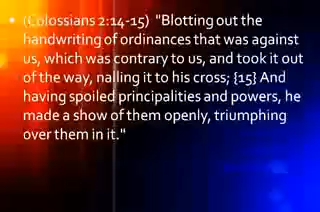 • (Colossians 2:14-15) "Blotting out the
handwriting of ordinances that was against
us, which was contrary to us, and took it out
of the way, nalling it to his cross; {15} And
having spoiled principalities and powers, he
made a show of them openly, triumphing
over them in it."